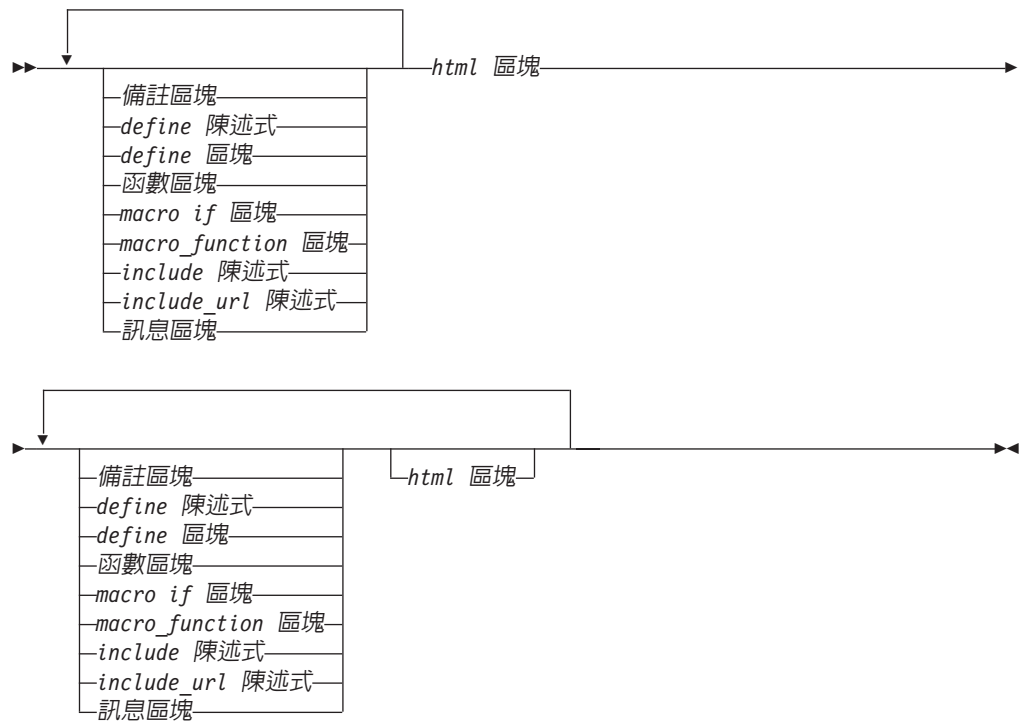 html 區塊
備註區塊
define 陳述式
define 區塊
函數區塊
macro if 區塊
macro_function 區塊
include 陳述式
include_url 陳述式
訊息區塊
備註區塊
html 區塊
define 陳述式
define 區塊
函數區塊
macro if 區塊
macro_function 區塊
include 陳述式
include_url 陳述式
訊息區塊